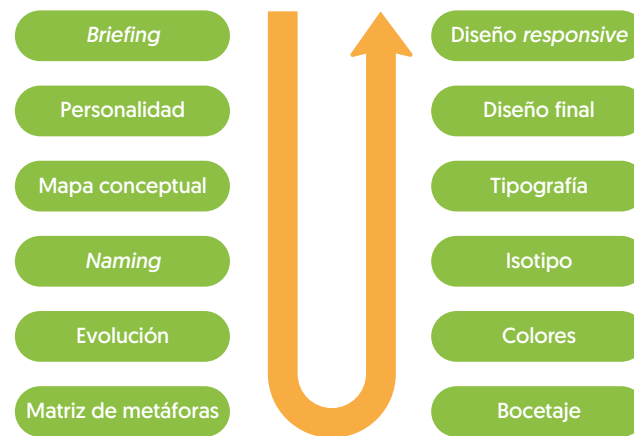 Briefing
Personalidad
Mapa conceptual
Naming
Evolución
Matriz de metáforas
Bocetaje
Colores
Isotipo
Tipografía
Diseño final
Diseño responsive